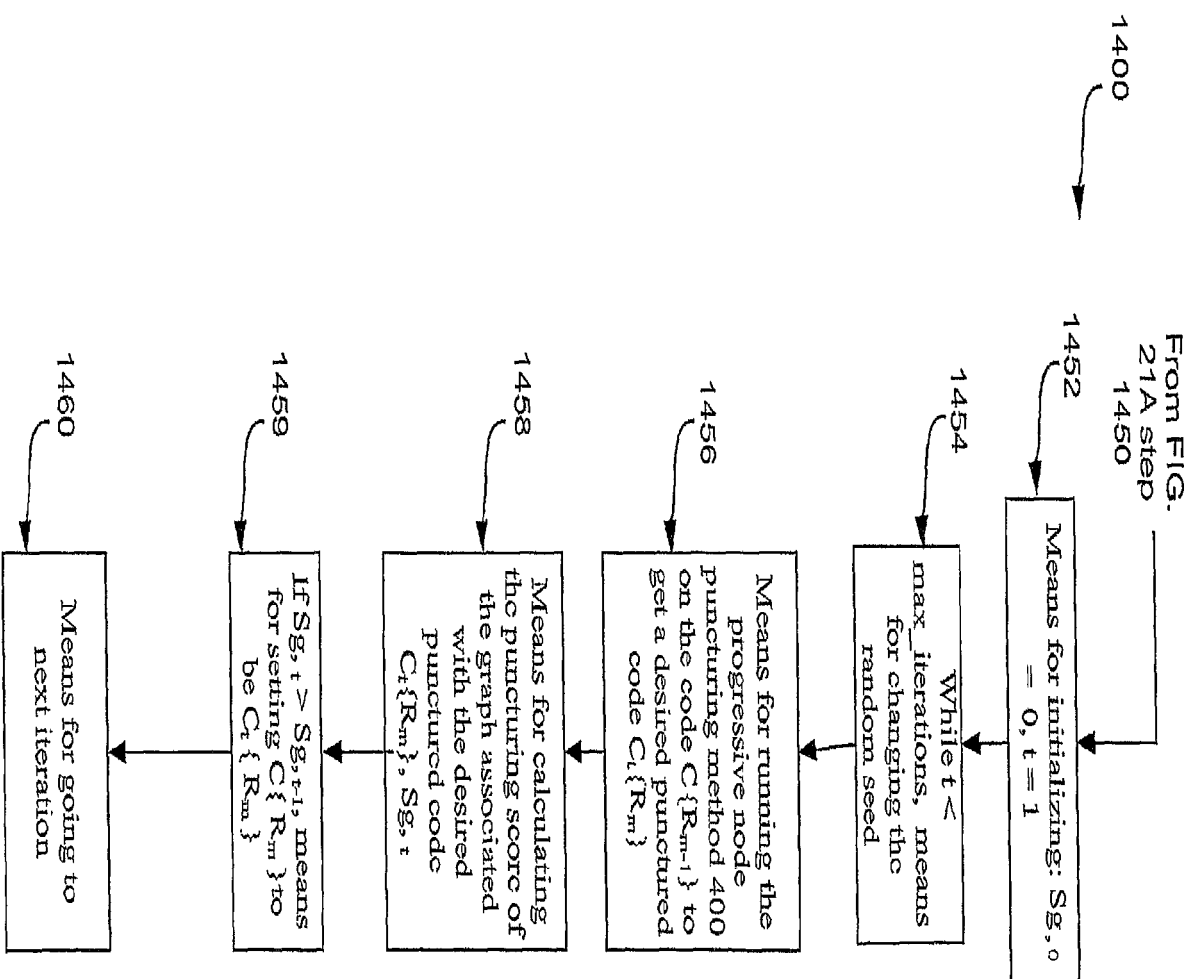 1400
From FIG.
21A step
1450
1452
Means for initializing: Sg,0
= 0, t = 1
1454
While t <
max_iterations, means
for changing the
random seed
1456
Means for running the
progressive node
puncturing method 400
on the code C{Rm-1} to
get a desired punctured
code Ct{Rm}
1458
Means for calculating
the puncturing score of
the graph associated
with the desired
punctured code
Ct{Rm}, Sg,t
1459
If Sg,t > Sg,t-1, means
for setting C{Rm} to
be Ct{Rm}
1460
Means for going to
next iteration